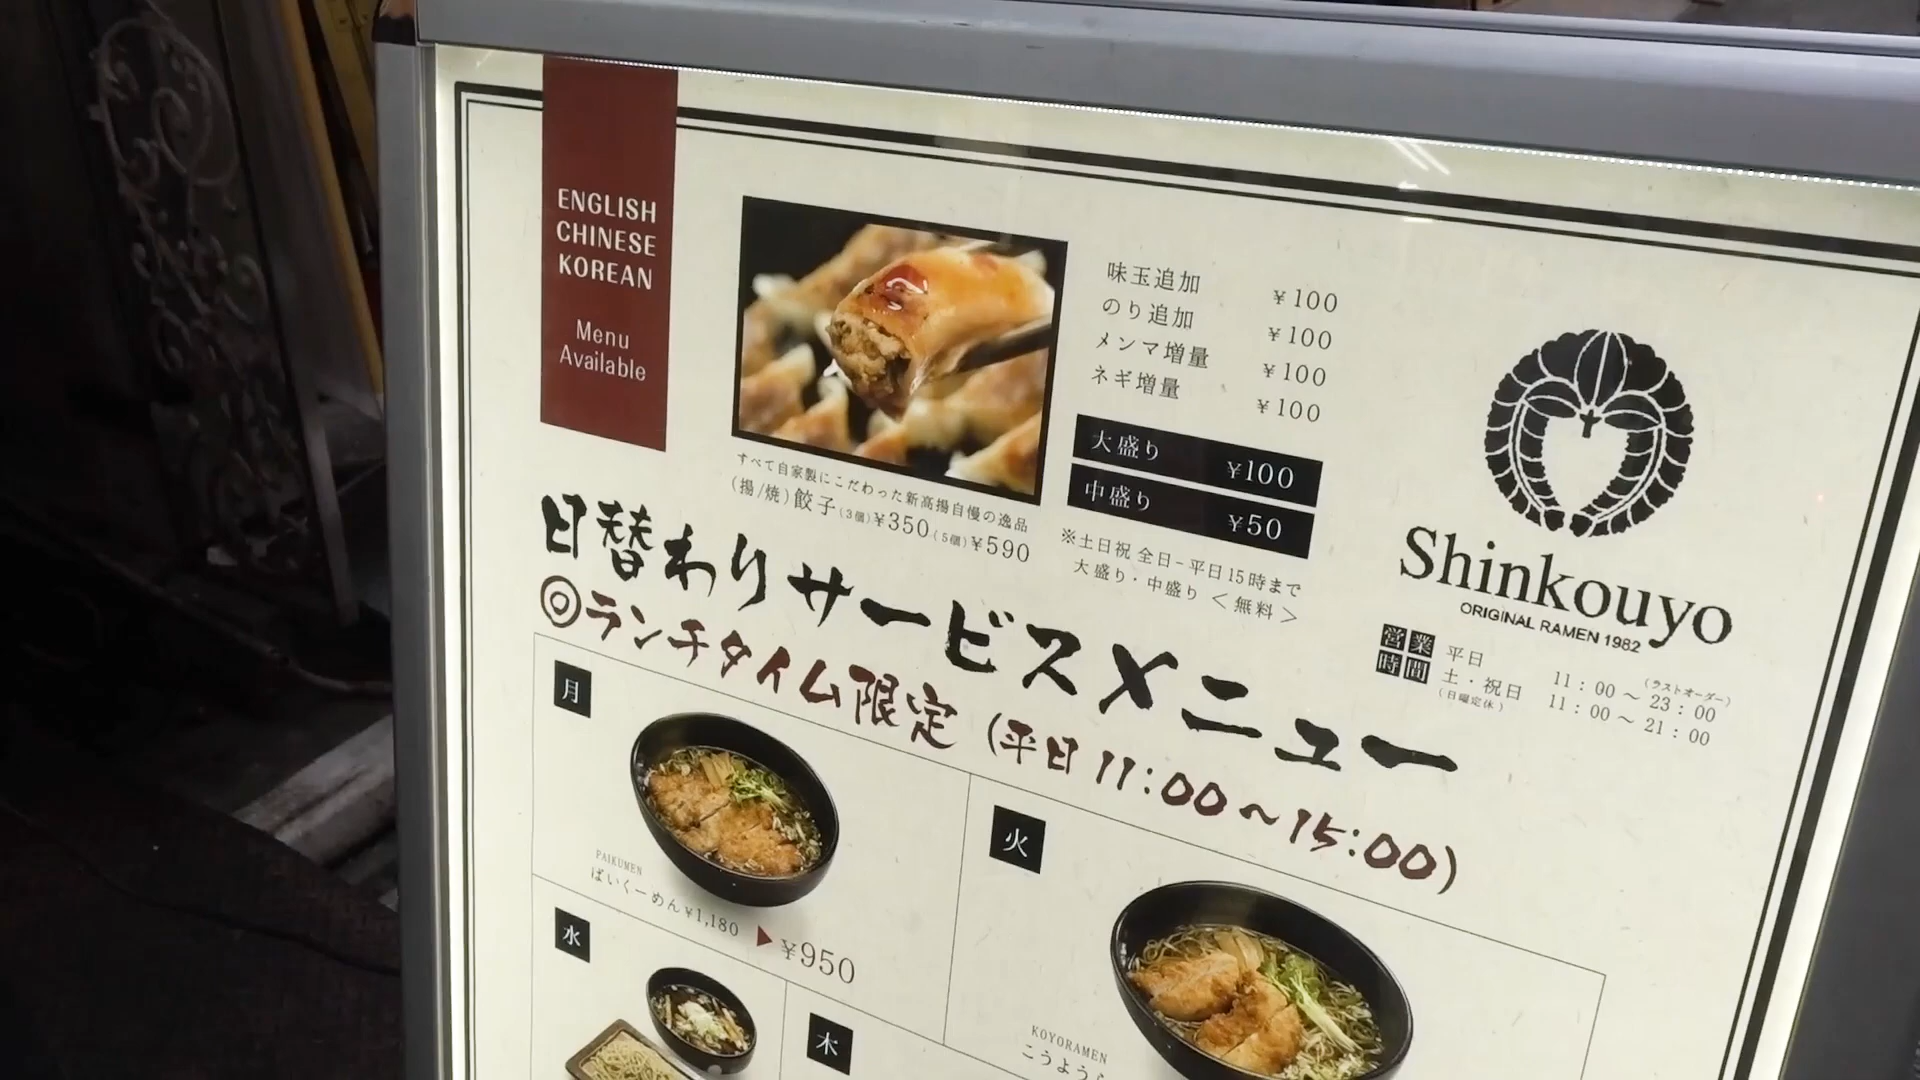 ENGLISH
CHINESE
KOREAN
Menu
Available
味玉追加 ¥100
のり追加 ¥100
メンマ増量 ¥100
ネギ増量 ¥100
大盛り ¥100
中盛り ¥50
※土日祝 全日-平日15時まで
大盛り・中盛り <無料>
すべて自家製にこだわった新高揚自慢の逸品
(揚/焼)餃子(3個)¥350(5個)¥590
Shinkouyo
ORIGINAL RAMEN 1982
営業時間
平日 11:00～23:00 (ラストオーダー)
土・祝日 11:00～21:00
(日曜定休)
日替わりサービスメニュー
◎ランチタイム限定(平日 11:00～15:00)
月
PAIKUMEN
ぱいくーめん¥1,180 ▶ ¥950
火
KOYORAMEN
こうよう
水
木